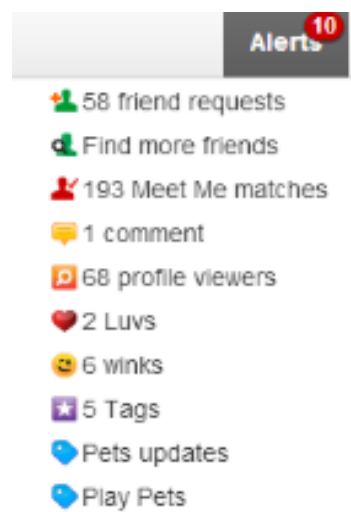 Alerts 10
58 friend requests
Find more friends
193 Meet Me matches
1 comment
68 profile viewers
2 Luvs
6 winks
5 Tags
Pets updates
Play Pets